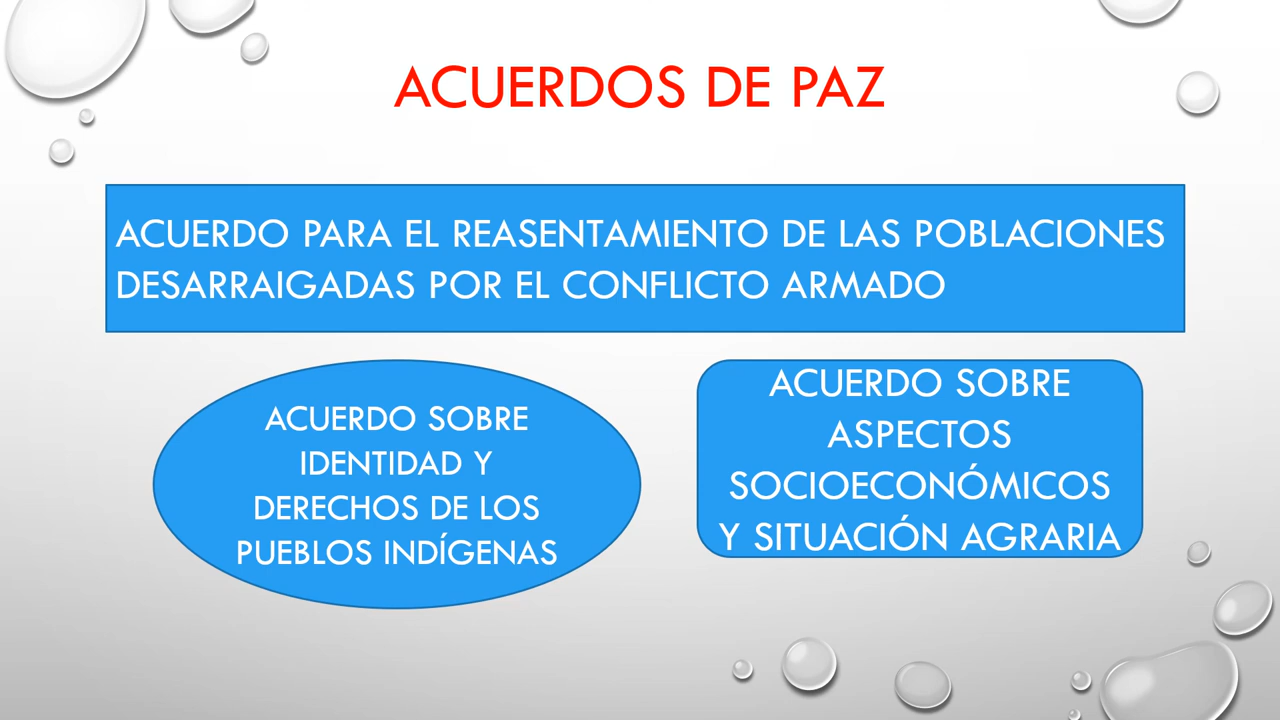 ACUERDOS DE PAZ
ACUERDO PARA EL REASENTAMIENTO DE LAS POBLACIONES
DESARRAIGADAS POR EL CONFLICTO ARMADO
ACUERDO SOBRE
IDENTIDAD Y
DERECHOS DE LOS
PUEBLOS INDÍGENAS
ACUERDO SOBRE
ASPECTOS
SOCIOECONÓMICOS
Y SITUACIÓN AGRARIA